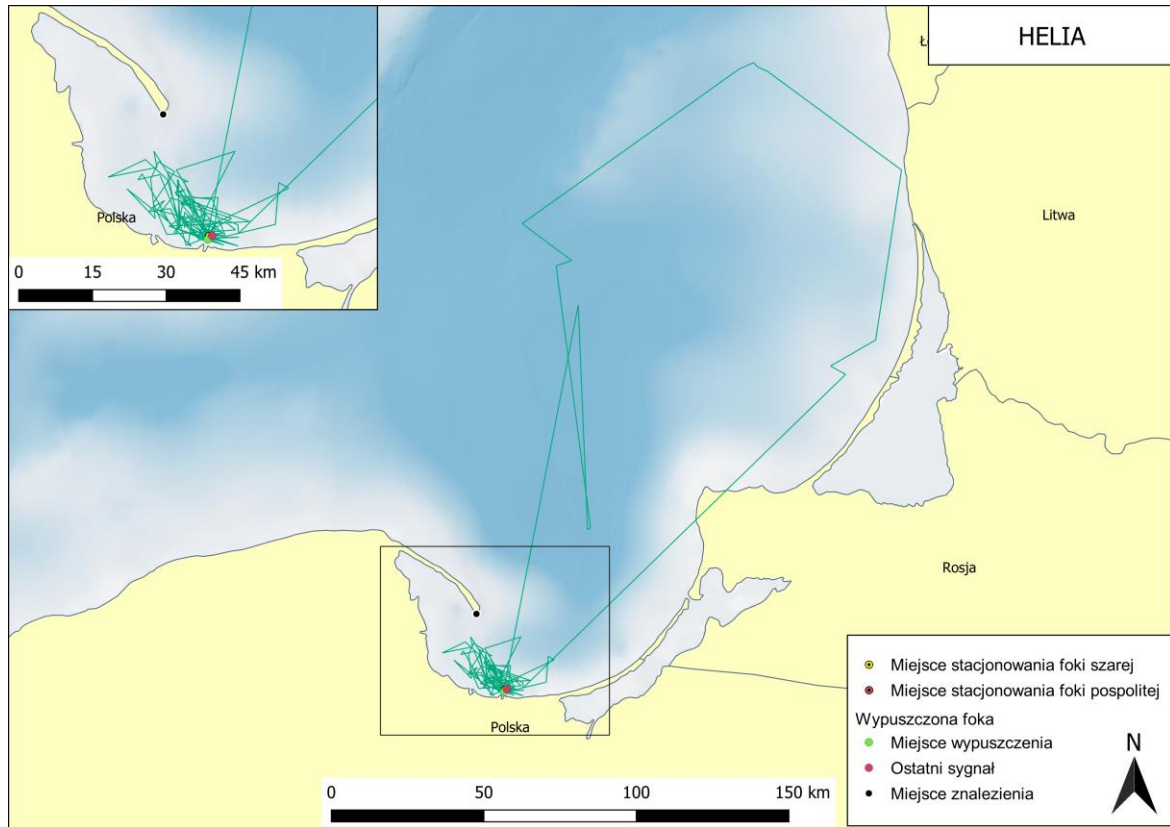 HELIA
Ł
Litwa
Polska
0 15 30 45 km
Rosja
Polska
0 50 100 150 km
Miejsce stacjonowania foki szarej
Miejsce stacjonowania foki pospolitej
Wypuszczona foka
Miejsce wypuszczenia
Ostatni sygnał
Miejsce znalezienia
N